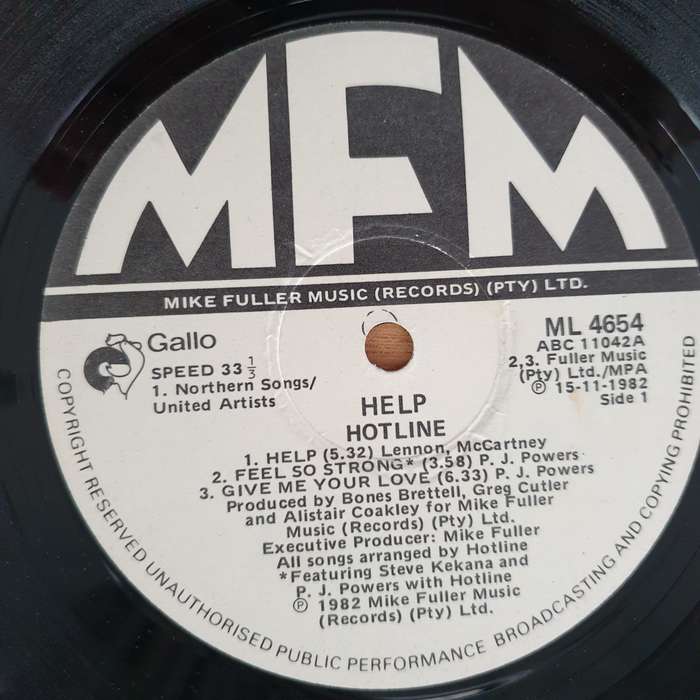 MFM
MIKE FULLER MUSIC (RECORDS) (PTY) LTD.
Gallo
SPEED 33 1/3
1. Northern Songs/
United Artists
ML 4654
ABC 11042A
2,3. Fuller Music
(Pty) Ltd./MPA
Ⓟ 15-11-1982
Side 1
HELP
HOTLINE
1. HELP (5.32) Lennon, McCartney
2. FEEL SO STRONG* (3.58) P. J. Powers
3. GIVE ME YOUR LOVE (6.33) P. J. Powers
Produced by Bones Brettell, Greg Cutler
and Alistair Coakley for Mike Fuller
Music (Records) (Pty) Ltd.
Executive Producer: Mike Fuller
All songs arranged by Hotline
*Featuring Steve Kekana and
P. J. Powers with Hotline
Ⓟ 1982 Mike Fuller Music
(Records) (Pty) Ltd.
COPYRIGHT RESERVED UNAUTHORISED PUBLIC PERFORMANCE BROADCASTING AND COPYING PROHIBITED